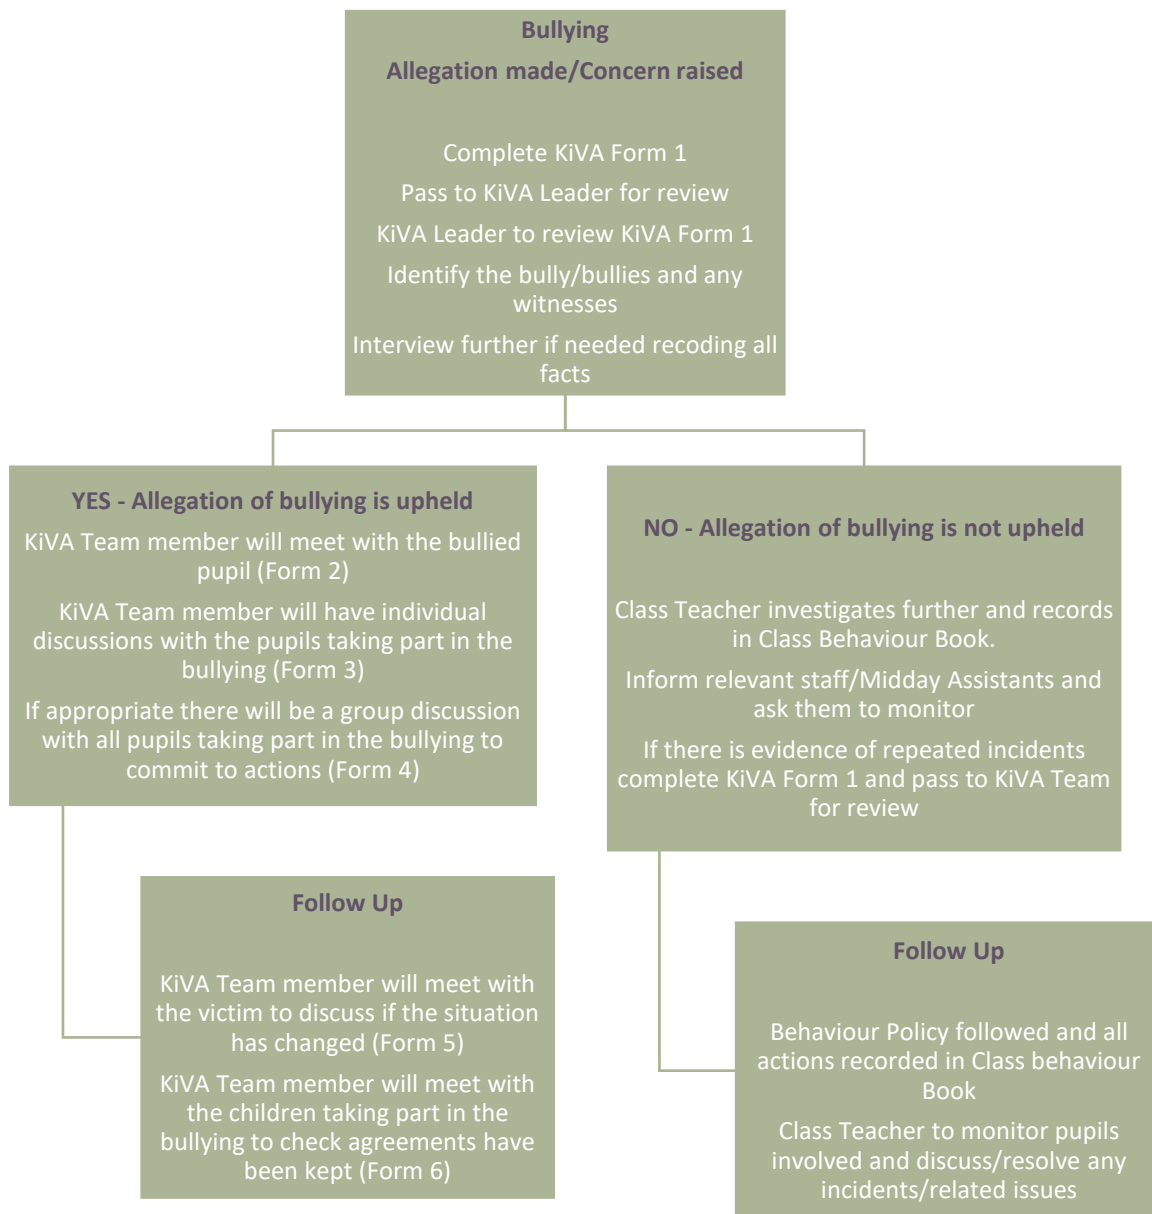 Bullying
Allegation made/Concern raised
Complete KiVA Form 1
Pass to KiVA Leader for review
KiVA Leader to review KiVA Form 1
Identify the bully/bullies and any
witnesses
Interview further if needed recoding all
facts
YES - Allegation of bullying is upheld
KiVA Team member will meet with the bullied
pupil (Form 2)
KiVA Team member will have individual
discussions with the pupils taking part in the
bullying (Form 3)
If appropriate there will be a group discussion
with all pupils taking part in the bullying to
commit to actions (Form 4)
NO - Allegation of bullying is not upheld
Class Teacher investigates further and records
in Class Behaviour Book.
Inform relevant staff/Midday Assistants and
ask them to monitor
If there is evidence of repeated incidents
complete KiVA Form 1 and pass to KiVA Team
for review
Follow Up
KiVA Team member will meet with
the victim to discuss if the situation
has changed (Form 5)
KiVA Team member will meet with
the children taking part in the
bullying to check agreements have
been kept (Form 6)
Follow Up
Behaviour Policy followed and all
actions recorded in Class behaviour
Book
Class Teacher to monitor pupils
involved and discuss/resolve any
incidents/related issues